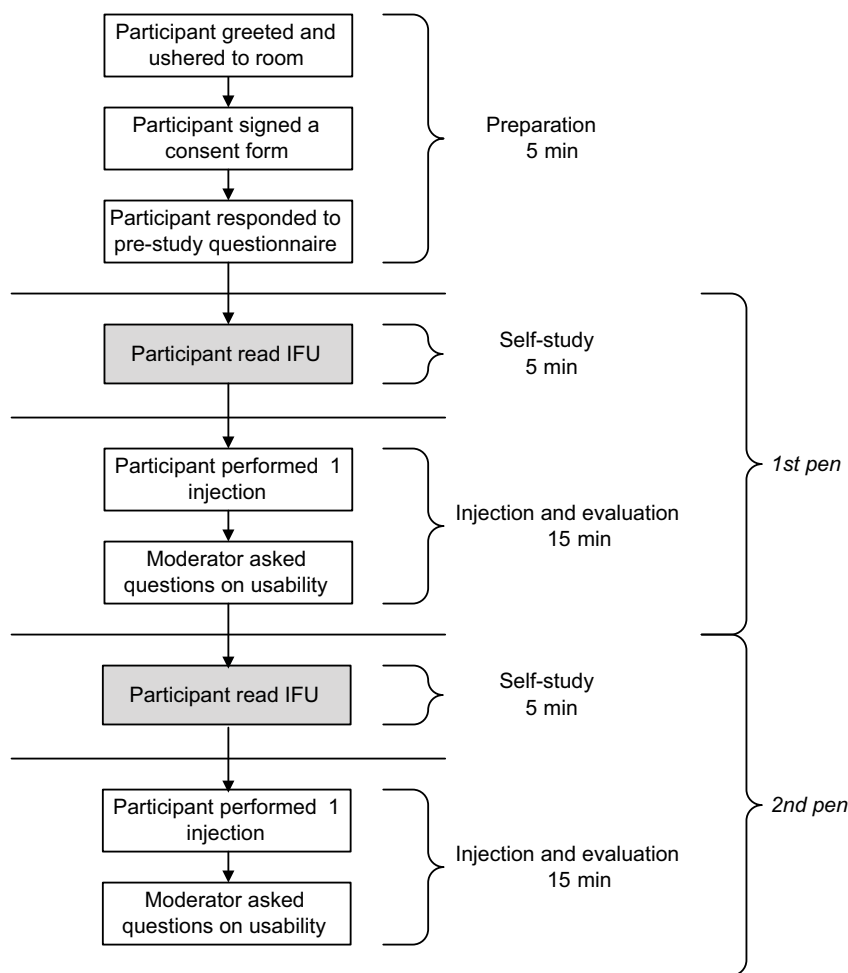 Participant greeted and
ushered to room
Participant signed a
consent form
Participant responded to
pre-study questionnaire
Preparation
5 min
Participant read IFU
Self-study
5 min
Participant performed 1
injection
Moderator asked
questions on usability
Injection and evaluation
15 min
1st pen
Participant read IFU
Self-study
5 min
Participant performed 1
injection
Moderator asked
questions on usability
Injection and evaluation
15 min
2nd pen